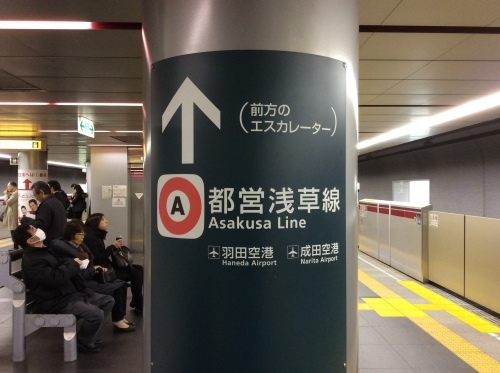 (前方の
エスカレーター)
A
都営浅草線
Asakusa Line
羽田空港
Haneda Airport
成田空港
Narita Airport